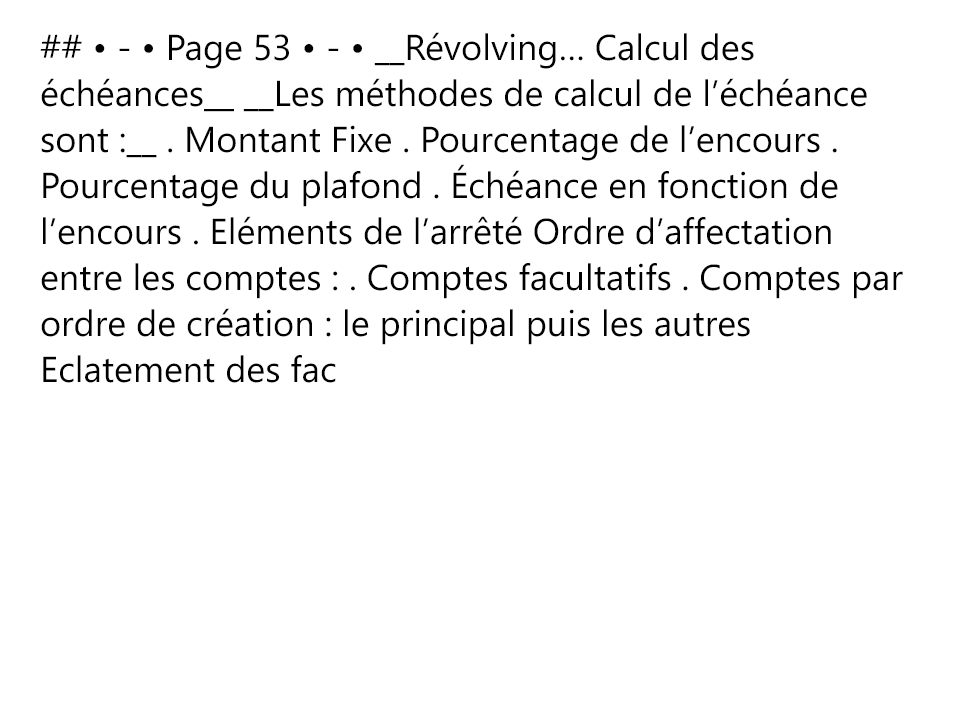 ## • - • Page 53 • - • __Révolving... Calcul des
échéances__ __Les méthodes de calcul de l’échéance
sont :__ . Montant Fixe . Pourcentage de l’encours .
Pourcentage du plafond . Échéance en fonction de
l’encours . Eléments de l’arrêté Ordre d’affectation
entre les comptes : . Comptes facultatifs . Comptes par
ordre de création : le principal puis les autres
Eclatement des fac